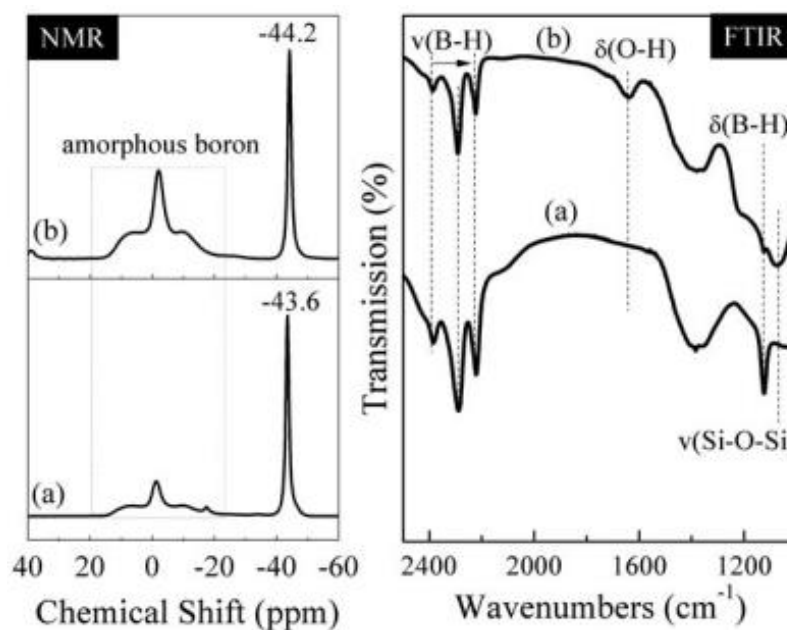 NMR
-44.2
amorphous boron
(b)
-43.6
(a)
40 20 0 -20 -40 -60
Chemical Shift (ppm)
FTIR
ν(B-H)
(b)
δ(O-H)
δ(B-H)
(a)
ν(Si-O-Si
Transmission (%)
2400 2000 1600 1200
Wavenumbers (cm⁻¹)